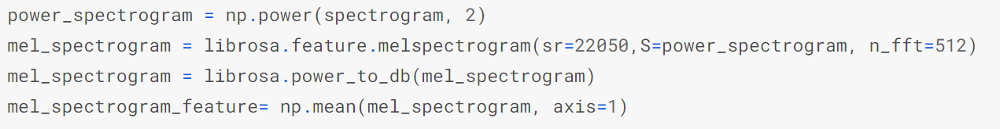 power_spectrogram = np.power(spectrogram, 2)
mel_spectrogram = librosa.feature.melspectrogram(sr=22050,S=power_spectrogram, n_fft=512)
mel_spectrogram = librosa.power_to_db(mel_spectrogram)
mel_spectrogram_feature= np.mean(mel_spectrogram, axis=1)